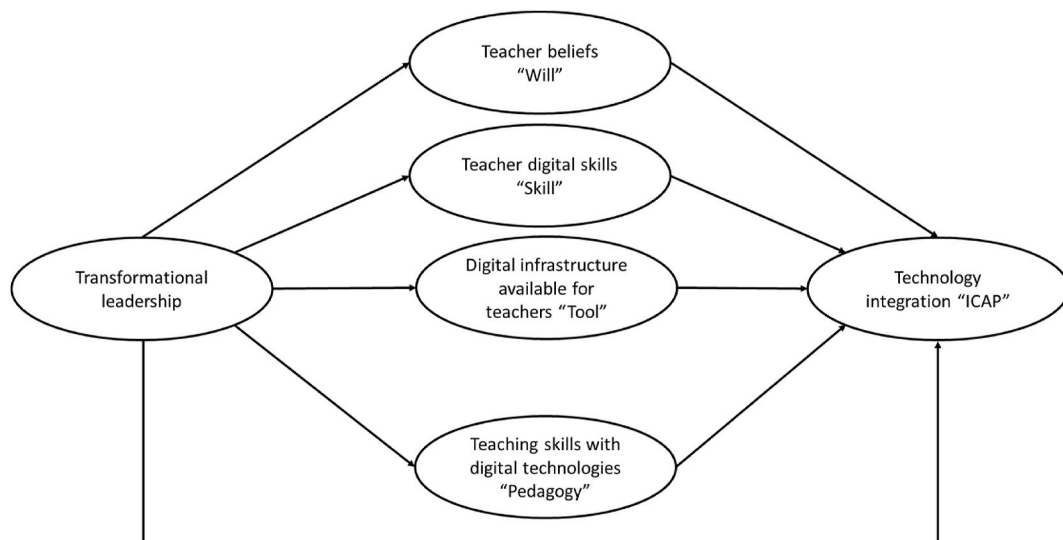 Teacher beliefs
“Will”
Teacher digital skills
“Skill”
Transformational
leadership
Digital infrastructure
available for
teachers “Tool”
Technology
integration “ICAP”
Teaching skills with
digital technologies
“Pedagogy”